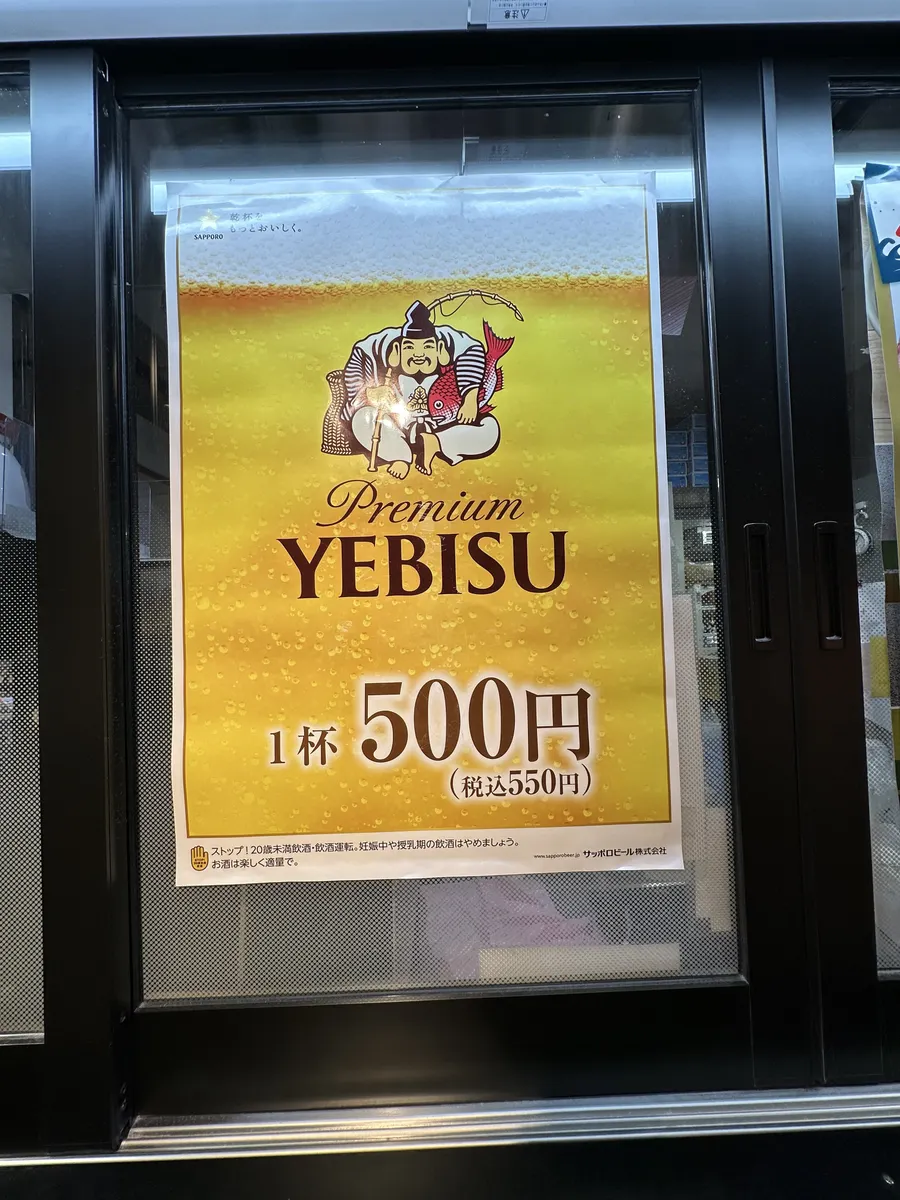 注意
SAPPORO
乾杯を
もっとおいしく。
Premium
YEBISU
1杯 500円
(税込550円)
ストップ!20歳未満飲酒・飲酒運転。妊娠中や授乳期の飲酒はやめましょう。
お酒は楽しく適量で。
www.sapporobeer.jp サッポロビール株式会社